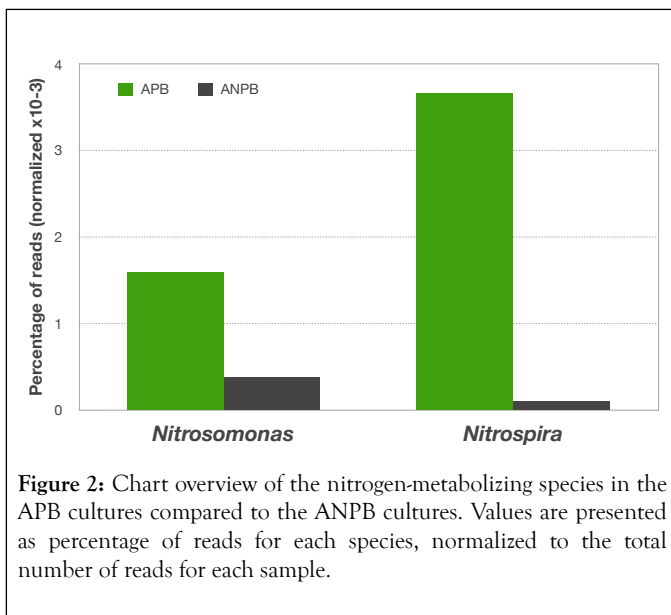 4
APB ANPB
3
2
1
0
Percentage of reads (normalized x10-3)
Nitrosomonas Nitrospira
Figure 2: Chart overview of the nitrogen-metabolizing species in the
APB cultures compared to the ANPB cultures. Values are presented
as percentage of reads for each species, normalized to the total
number of reads for each sample.